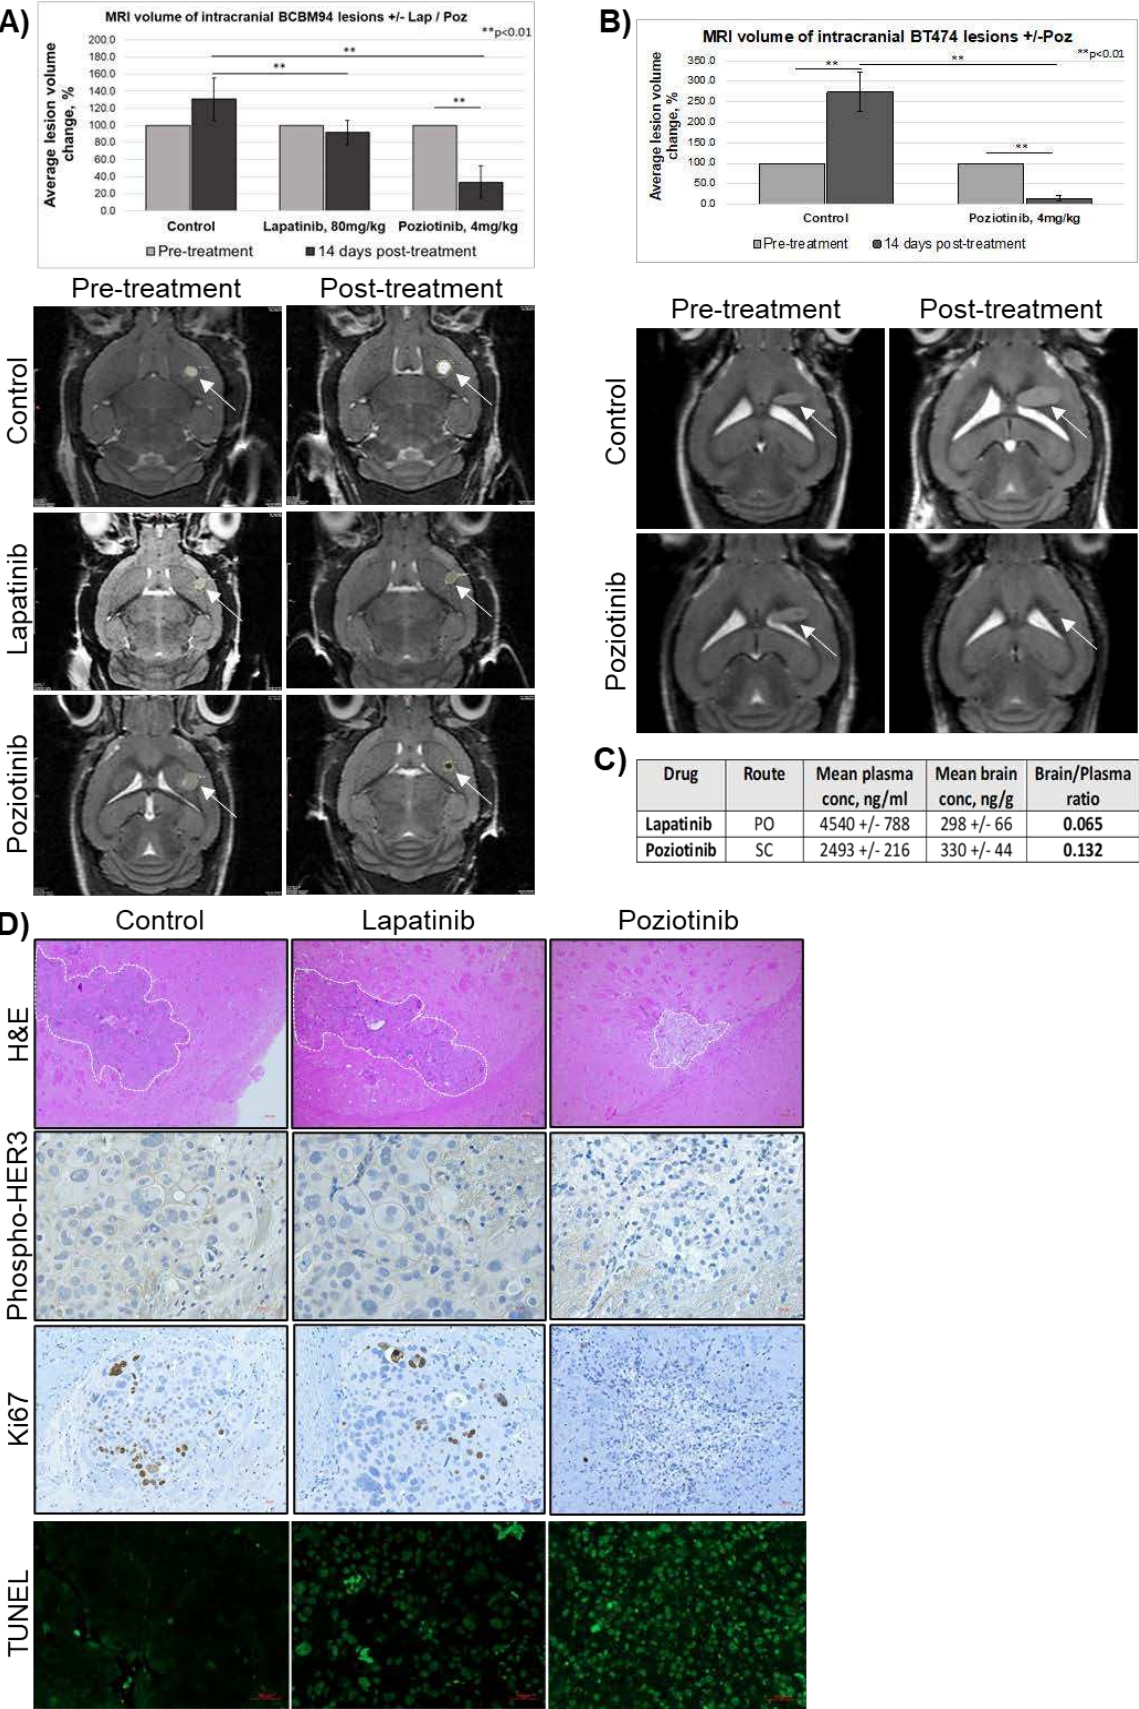 A)
MRI volume of intracranial BCBM94 lesions +/- Lap / Poz
**p<0.01
Average lesion volume
change, %
200.0
180.0
160.0
140.0
120.0
100.0
80.0
60.0
40.0
20.0
0.0
**
**
**
Control
Lapatinib, 80mg/kg
Poziotinib, 4mg/kg
Pre-treatment
14 days post-treatment
Pre-treatment
Post-treatment
Control
Lapatinib
Poziotinib
B)
MRI volume of intracranial BT474 lesions +/-Poz
**p<0.01
Average lesion volume
change, %
350.0
300.0
250.0
200.0
150.0
100.0
50.0
0.0
**
**
**
Control
Poziotinib, 4mg/kg
Pre-treatment
14 days post-treatment
Pre-treatment
Post-treatment
Control
Poziotinib
C)
Drug Route Mean plasma conc, ng/ml Mean brain conc, ng/g Brain/Plasma ratio
Lapatinib PO 4540 +/- 788 298 +/- 66 0.065
Poziotinib SC 2493 +/- 216 330 +/- 44 0.132
D)
Control
Lapatinib
Poziotinib
H&E
Phospho-HER3
Ki67
TUNEL